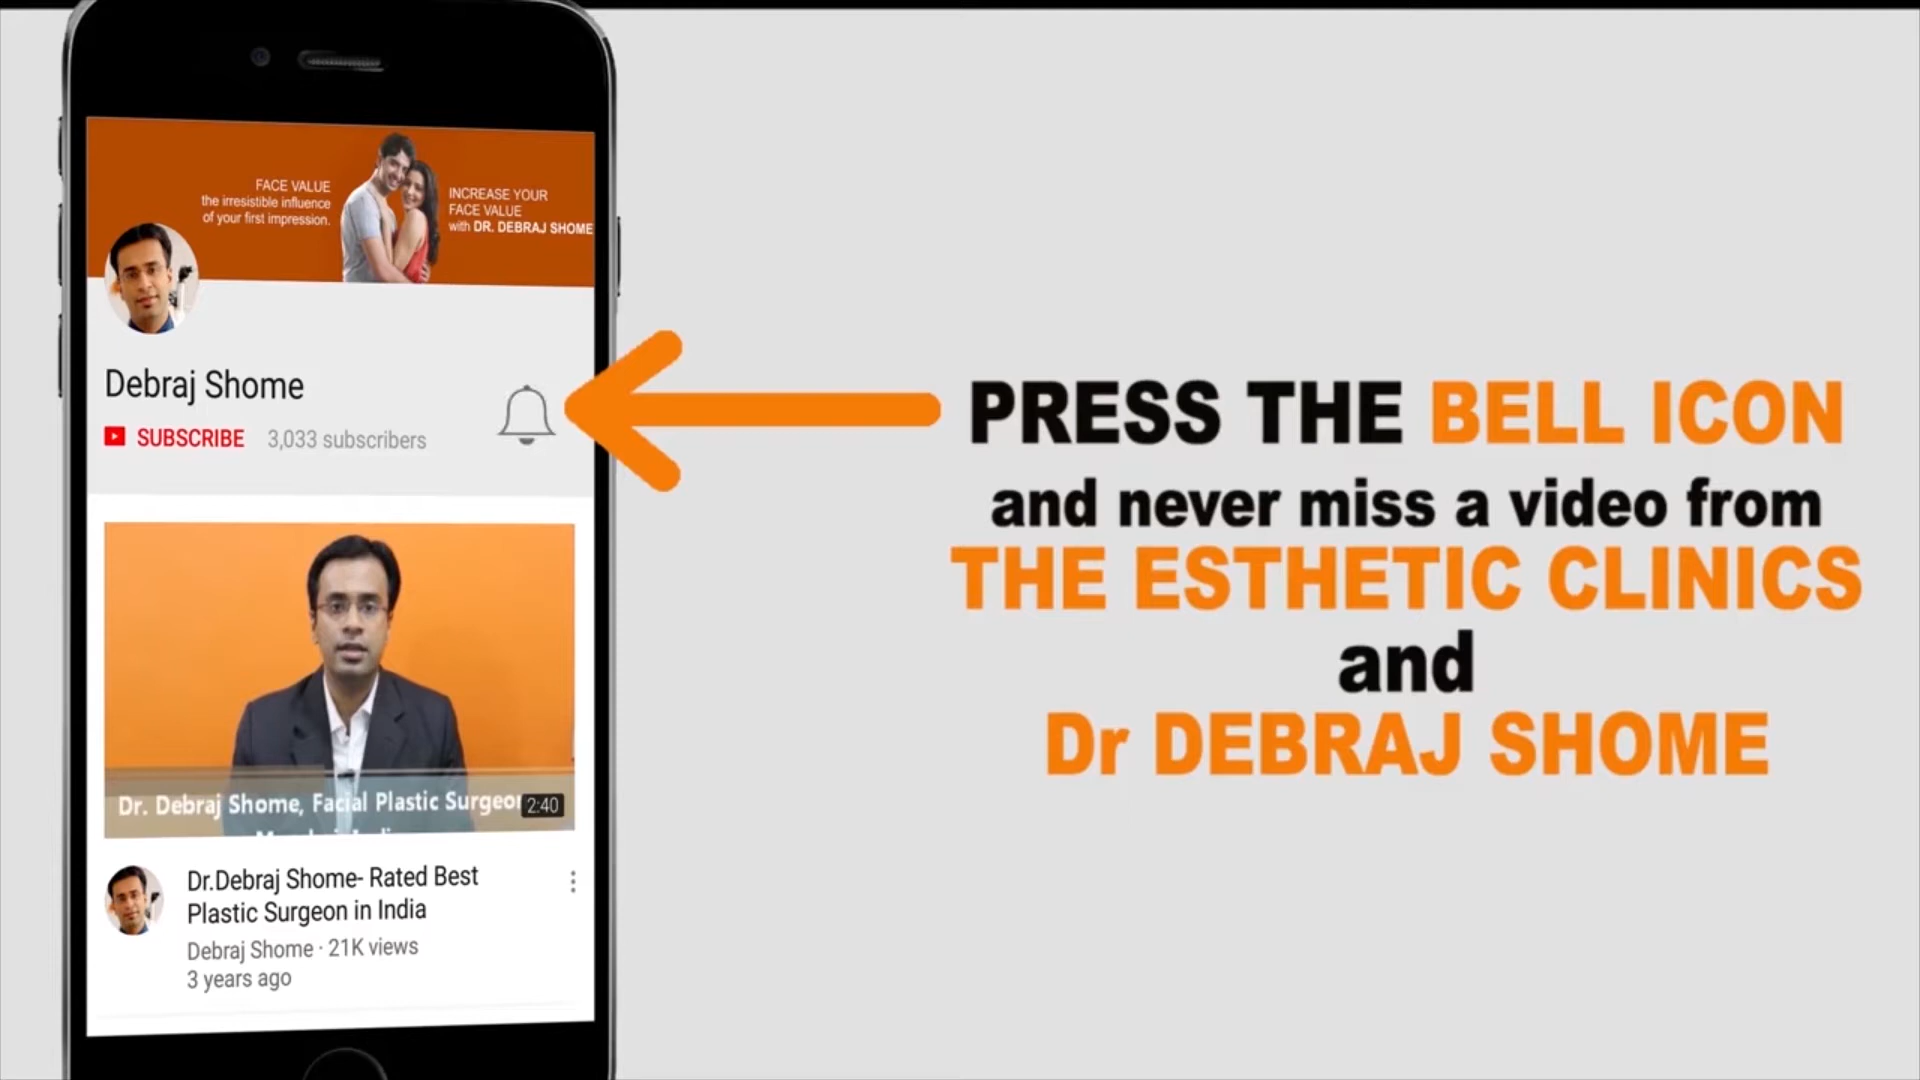 FACE VALUE
the irresistible influence
of your first impression.
INCREASE YOUR
FACE VALUE
with DR. DEBRAJ SHOME
Debraj Shome
SUBSCRIBE 3,033 subscribers
Dr. Debraj Shome, Facial Plastic Surgeon
2:40
Dr.Debraj Shome- Rated Best
Plastic Surgeon in India
Debraj Shome · 21K views
3 years ago
PRESS THE BELL ICON
and never miss a video from
THE ESTHETIC CLINICS
and
Dr DEBRAJ SHOME